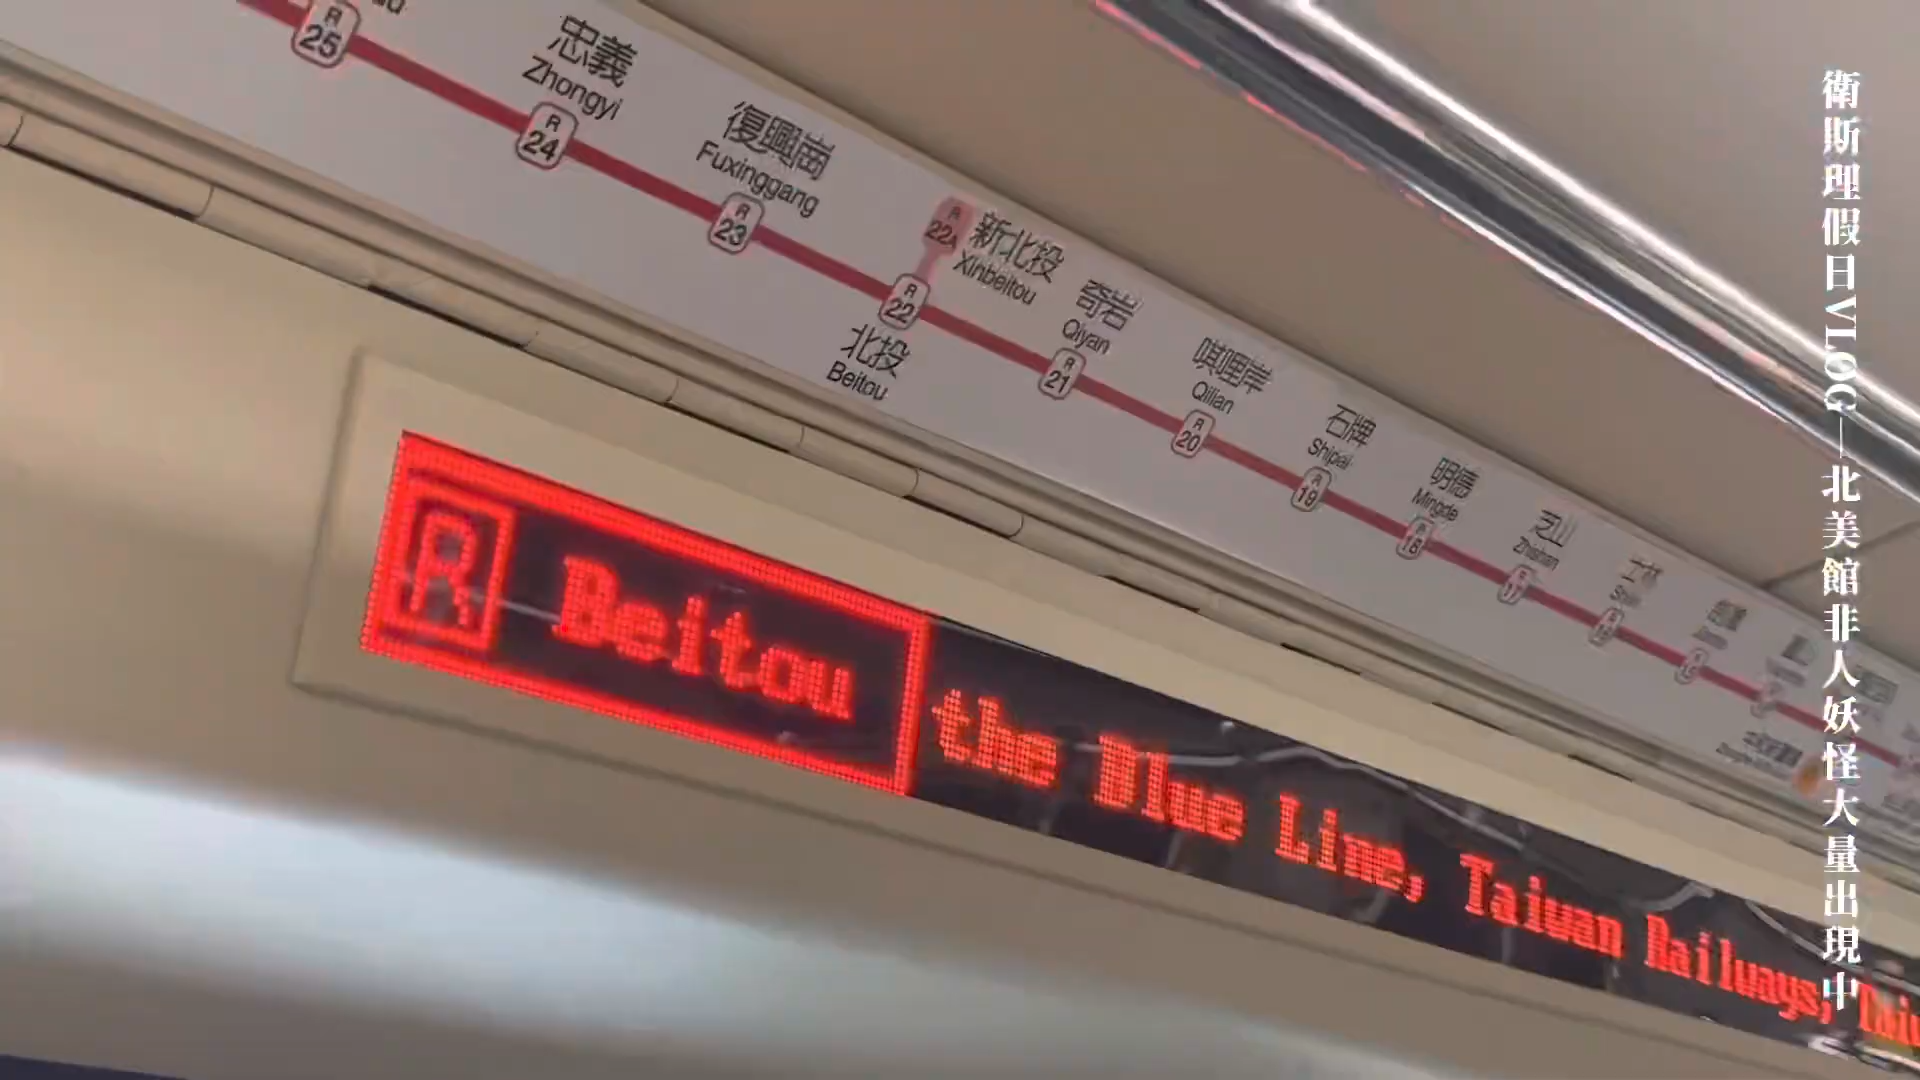 R
25
忠義
Zhongyi
R
24
復興崗
Fuxinggang
R
23
R
22A
新北投
Xinbeitou
R
22
北投
Beitou
奇岩
Qiyan
R
21
唭哩岸
Qilian
R
20
石牌
Shipai
R
19
明德
Mingde
R
18
芝山
Zhishan
R
17
士林
R Beitou the Blue Line, Taiwan Railways,
衛斯理假日VLOG—北美館非人妖怪大量出現中